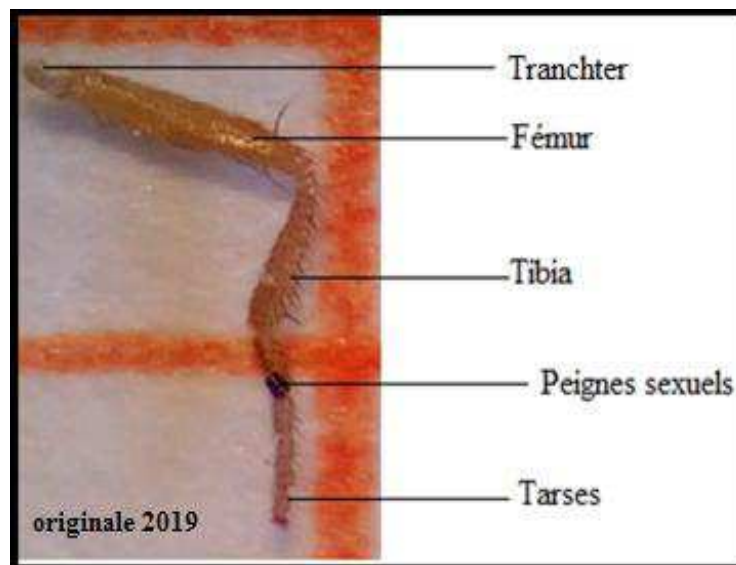 Tranchter
Fémur
Tibia
Peignes sexuels
Tarses
originale 2019